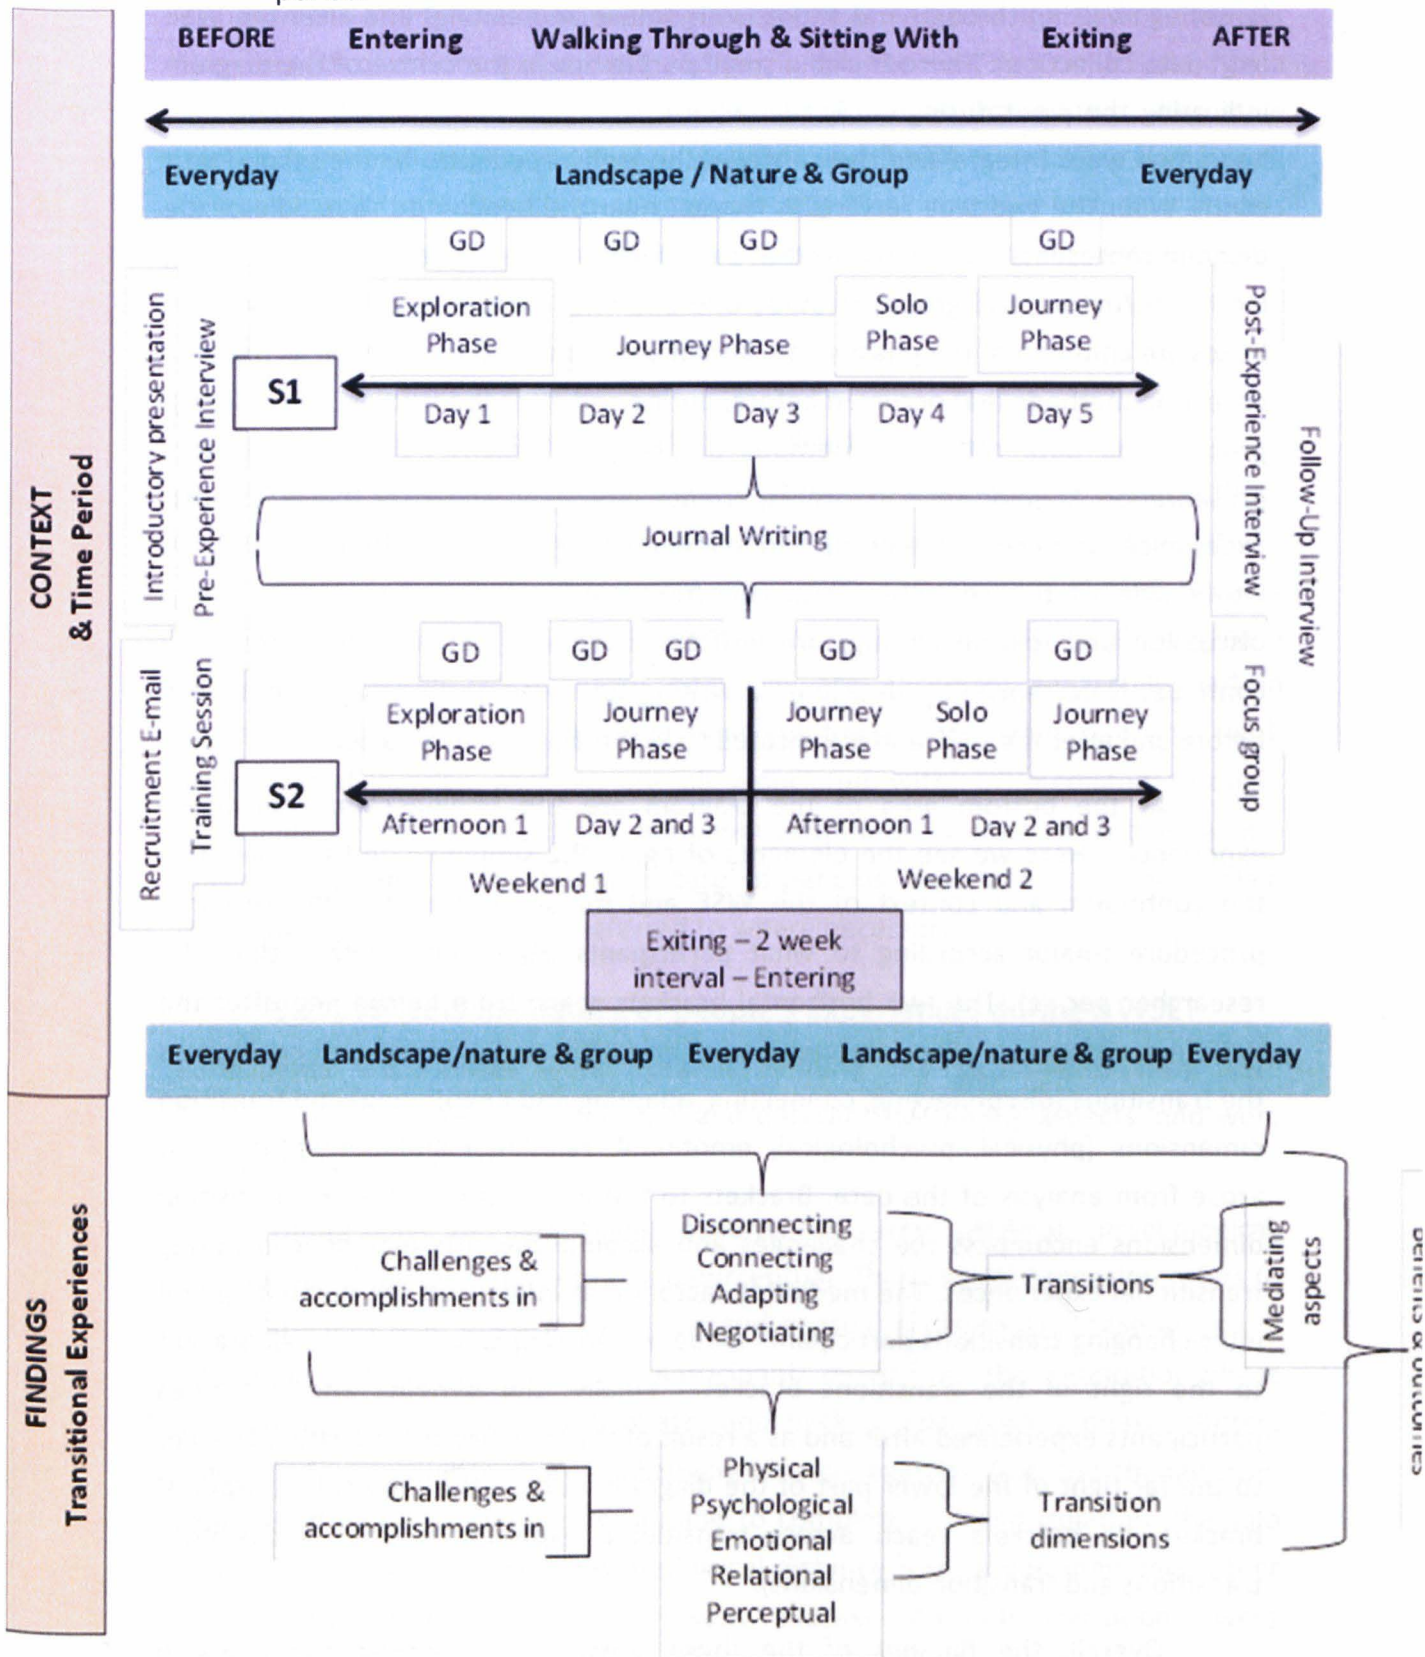 BEFORE Entering Walking Through & Sitting With Exiting AFTER
Everyday Landscape / Nature & Group Everyday
GD GD GD GD
Exploration
Phase
Journey Phase
Solo
Phase
Journey
Phase
S1
Day 1 Day 2 Day 3 Day 4 Day 5
Introductory presentation
Pre-Experience Interview
Post-Experience Interview
Follow-Up Interview
CONTEXT
& Time Period
Journal Writing
Recruitment E-mail
Training Session
GD GD GD GD GD
Exploration
Phase
Journey
Phase
Journey
Phase
Solo
Phase
Journey
Phase
Focus group
S2
Afternoon 1 Day 2 and 3 Afternoon 1 Day 2 and 3
Weekend 1 Weekend 2
Exiting – 2 week
interval – Entering
Everyday Landscape/nature & group Everyday Landscape/nature & group Everyday
FINDINGS
Transitional Experiences
Challenges &
accomplishments in
Disconnecting
Connecting
Adapting
Negotiating
Transitions
Mediating
aspects
Challenges &
accomplishments in
Physical
Psychological
Emotional
Relational
Perceptual
Transition
dimensions